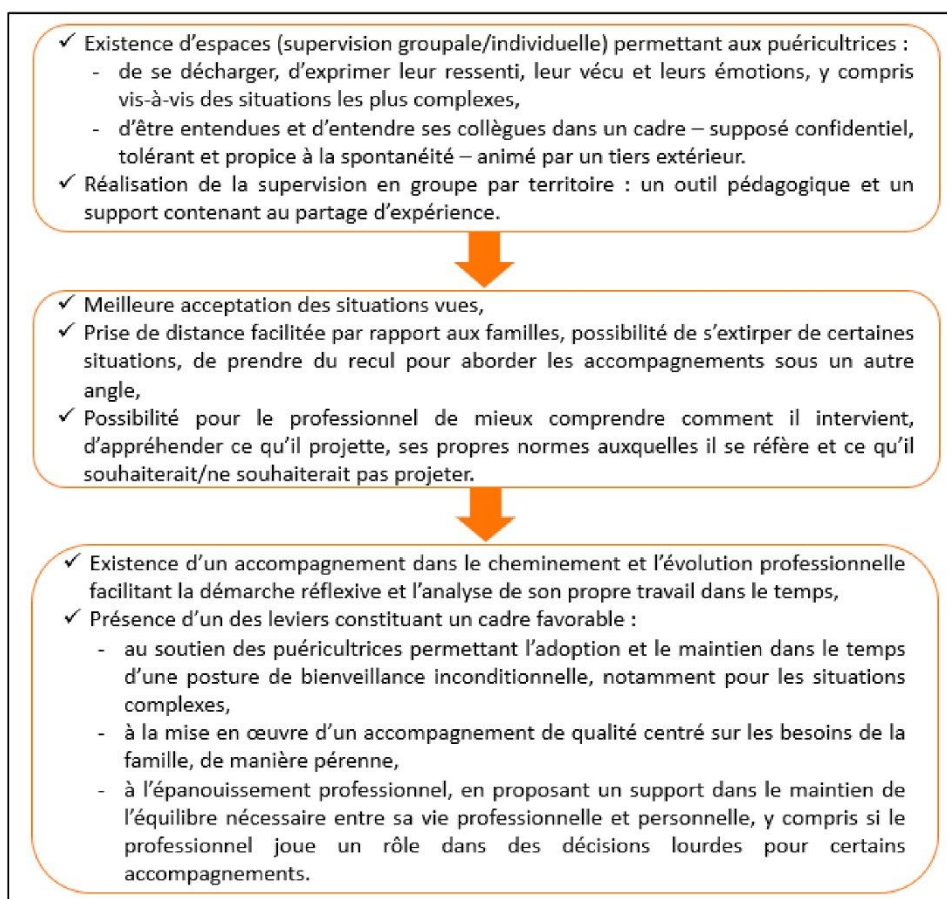 ✓ Existence d'espaces (supervision groupale/individuelle) permettant aux puéricultrices :
- de se décharger, d'exprimer leur ressenti, leur vécu et leurs émotions, y compris
vis-à-vis des situations les plus complexes,
- d'être entendues et d'entendre ses collègues dans un cadre – supposé confidentiel,
tolérant et propice à la spontanéité – animé par un tiers extérieur.
✓ Réalisation de la supervision en groupe par territoire : un outil pédagogique et un
support contenant au partage d'expérience.
✓ Meilleure acceptation des situations vues,
✓ Prise de distance facilitée par rapport aux familles, possibilité de s'extirper de certaines
situations, de prendre du recul pour aborder les accompagnements sous un autre
angle,
✓ Possibilité pour le professionnel de mieux comprendre comment il intervient,
d'appréhender ce qu'il projette, ses propres normes auxquelles il se réfère et ce qu'il
souhaiterait/ne souhaiterait pas projeter.
✓ Existence d'un accompagnement dans le cheminement et l'évolution professionnelle
facilitant la démarche réflexive et l'analyse de son propre travail dans le temps,
✓ Présence d'un des leviers constituant un cadre favorable :
- au soutien des puéricultrices permettant l'adoption et le maintien dans le temps
d'une posture de bienveillance inconditionnelle, notamment pour les situations
complexes,
- à la mise en œuvre d'un accompagnement de qualité centré sur les besoins de la
famille, de manière pérenne,
- à l'épanouissement professionnel, en proposant un support dans le maintien de
l'équilibre nécessaire entre sa vie professionnelle et personnelle, y compris si le
professionnel joue un rôle dans des décisions lourdes pour certains
accompagnements.